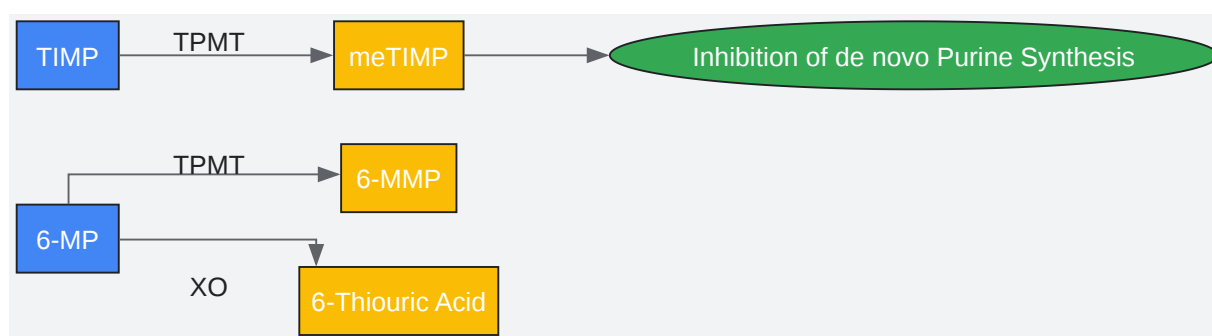 TIMP
TPMT
meTIMP
Inhibition of de novo Purine Synthesis
TPMT
6-MMP
6-MP
XO
6-Thiouric Acid